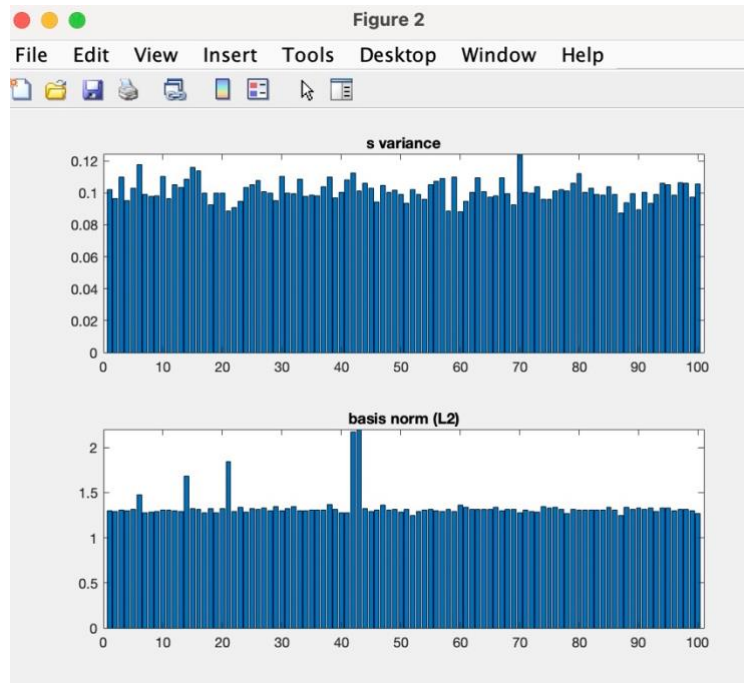 Figure 2
File Edit View Insert Tools Desktop Window Help
s variance
0.12
0.1
0.08
0.06
0.04
0.02
0
0 10 20 30 40 50 60 70 80 90 100
basis norm (L2)
2
1.5
1
0.5
0
0 10 20 30 40 50 60 70 80 90 100